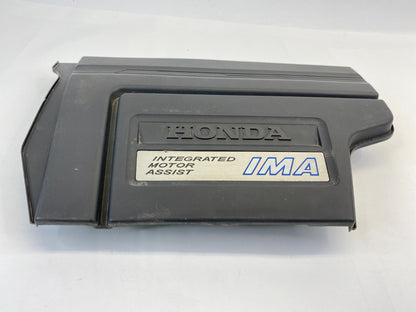 HONDA
INTEGRATED
MOTOR
ASSIST
IMA